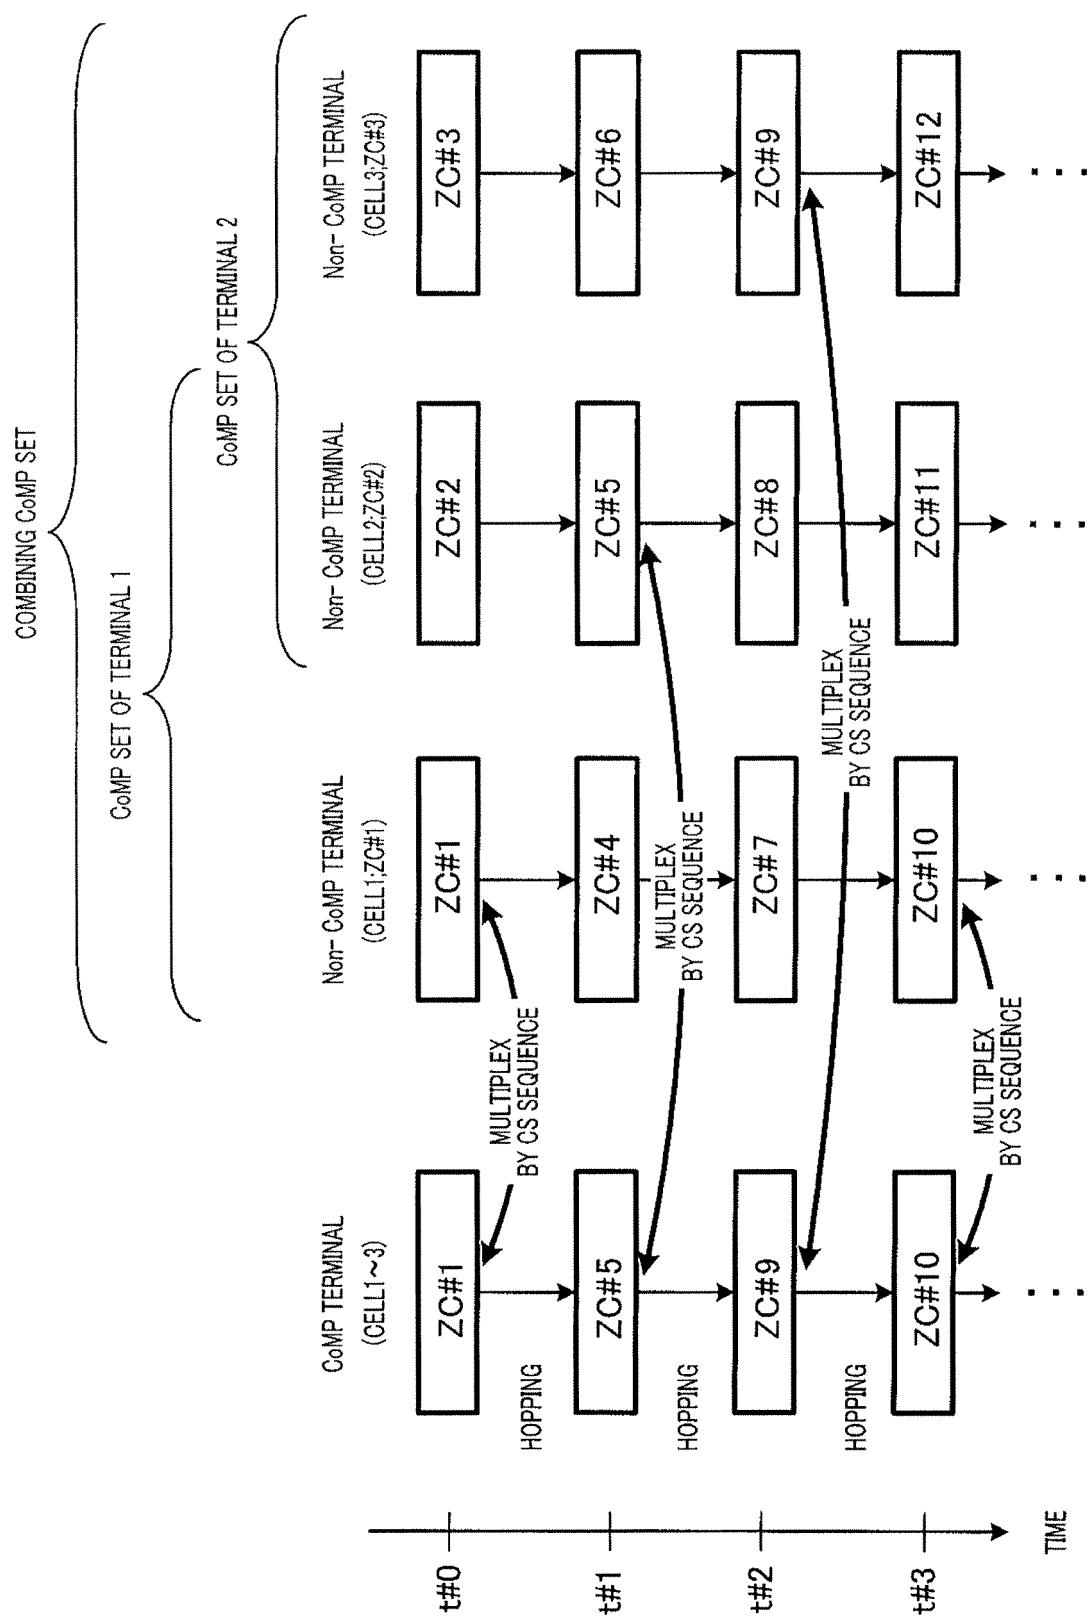 COMBINING CoMP SET
CoMP SET OF TERMINAL 1
CoMP SET OF TERMINAL 2
CoMP TERMINAL
(CELL1~3)
Non- CoMP TERMINAL
(CELL1;ZC#1)
Non- CoMP TERMINAL
(CELL2;ZC#2)
Non- CoMP TERMINAL
(CELL3;ZC#3)
t#0
ZC#1
ZC#1
ZC#2
ZC#3
HOPPING
MULTIPLEX
BY CS SEQUENCE
t#1
ZC#5
ZC#4
ZC#5
ZC#6
HOPPING
MULTIPLEX
BY CS SEQUENCE
t#2
ZC#9
ZC#7
ZC#8
ZC#9
HOPPING
MULTIPLEX
BY CS SEQUENCE
t#3
ZC#10
ZC#10
ZC#11
ZC#12
MULTIPLEX
BY CS SEQUENCE
TIME